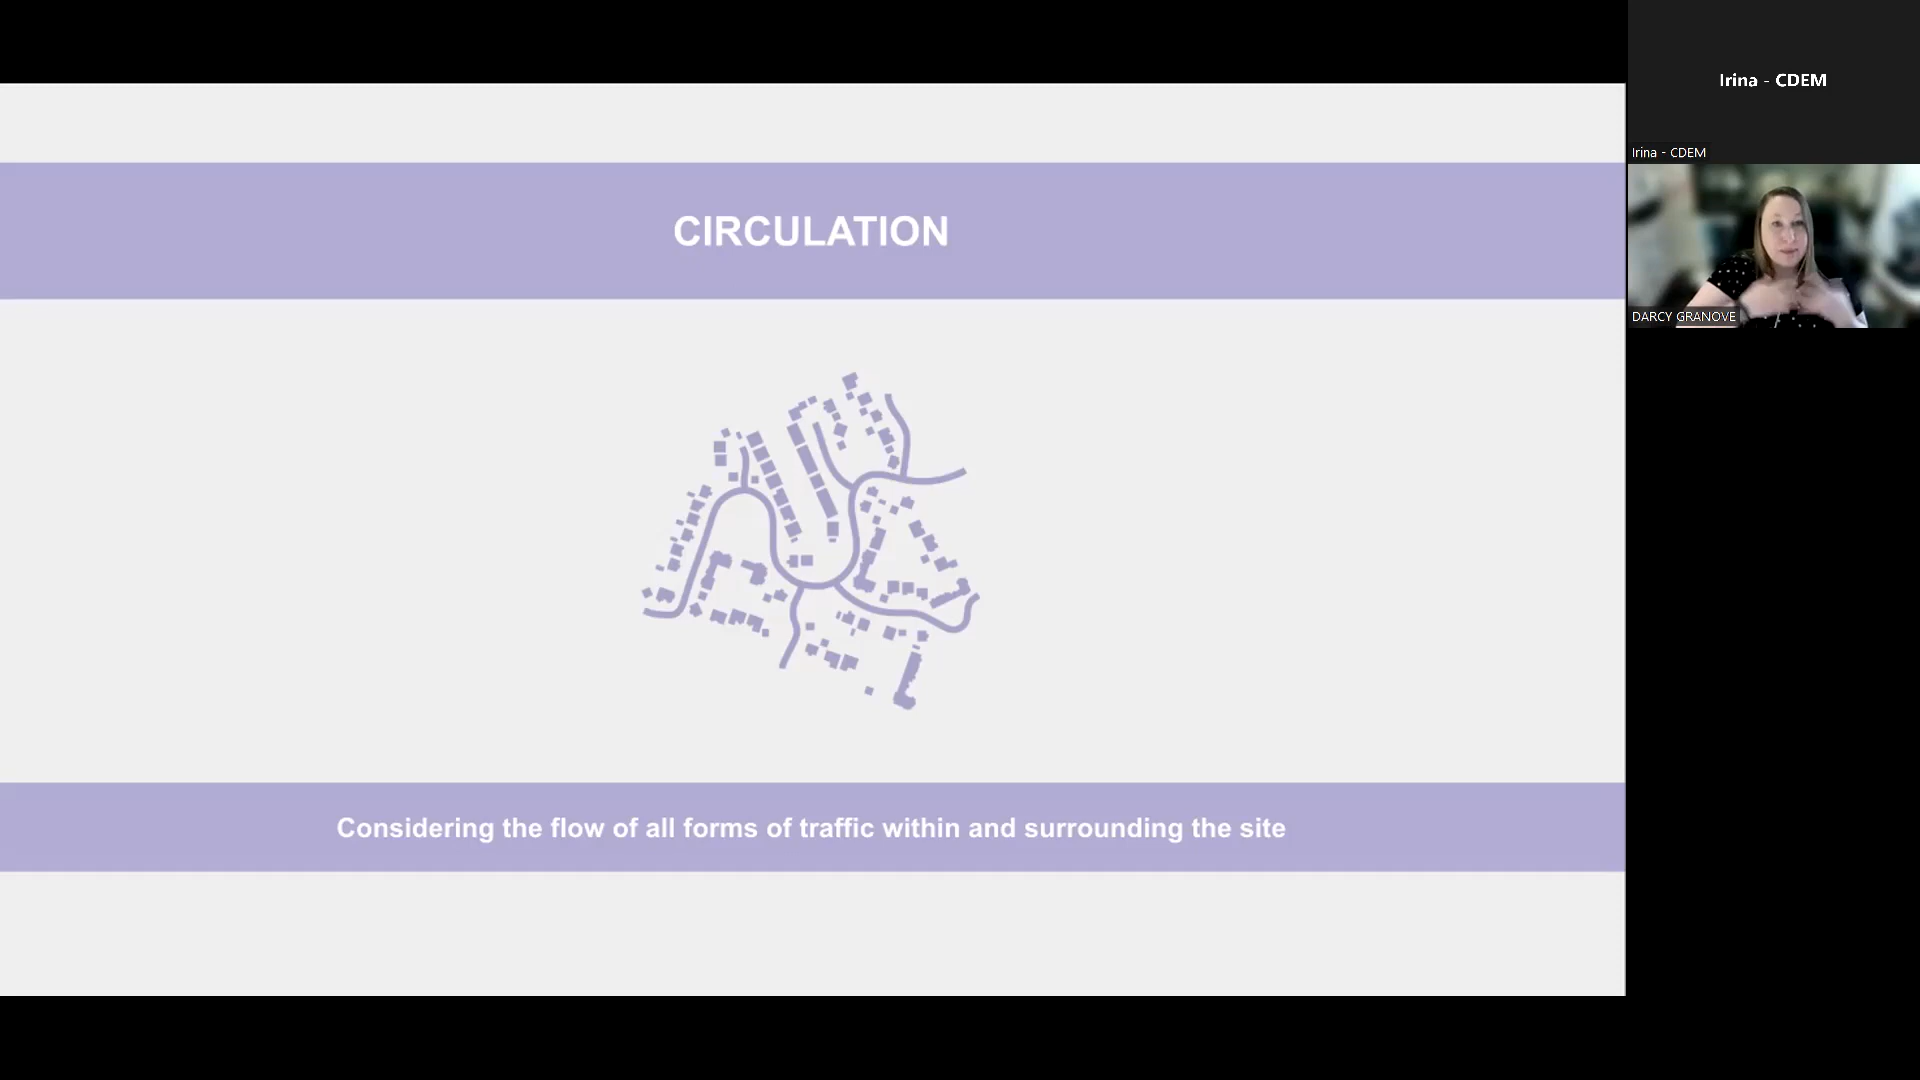 CIRCULATION
Considering the flow of all forms of traffic within and surrounding the site
Irina - CDEM
Irina - CDEM
DARCY GRANOVE